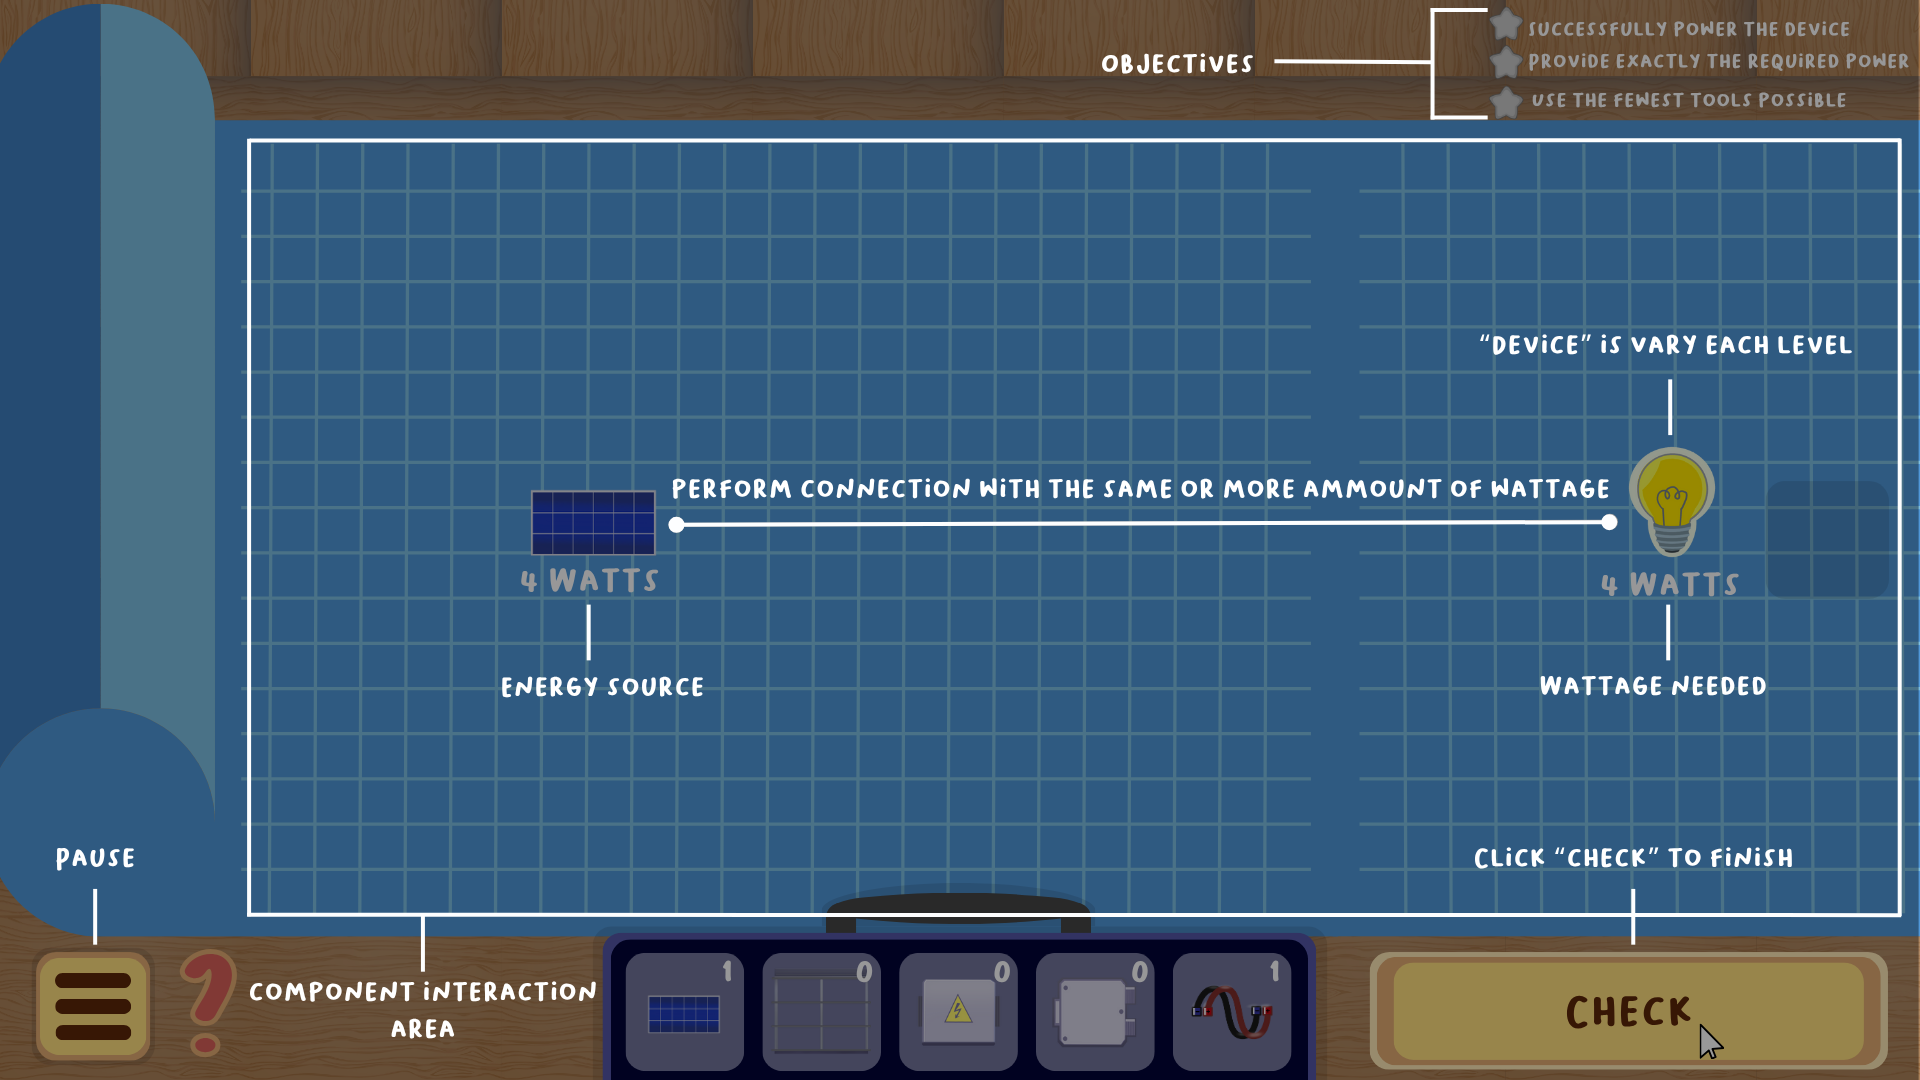 SUCCESSFULLY POWER THE DEVICE
OBJECTIVES
PROVIDE EXACTLY THE REQUIRED POWER
USE THE FEWEST TOOLS POSSIBLE
“DEVICE” IS VARY EACH LEVEL
PERFORM CONNECTION WITH THE SAME OR MORE AMMOUNT OF WATTAGE
4 WATTS
4 WATTS
ENERGY SOURCE
WATTAGE NEEDED
PAUSE
CLICK “CHECK” TO FINISH
?
COMPONENT INTERACTION
AREA
1
0
0
0
1
CHECK